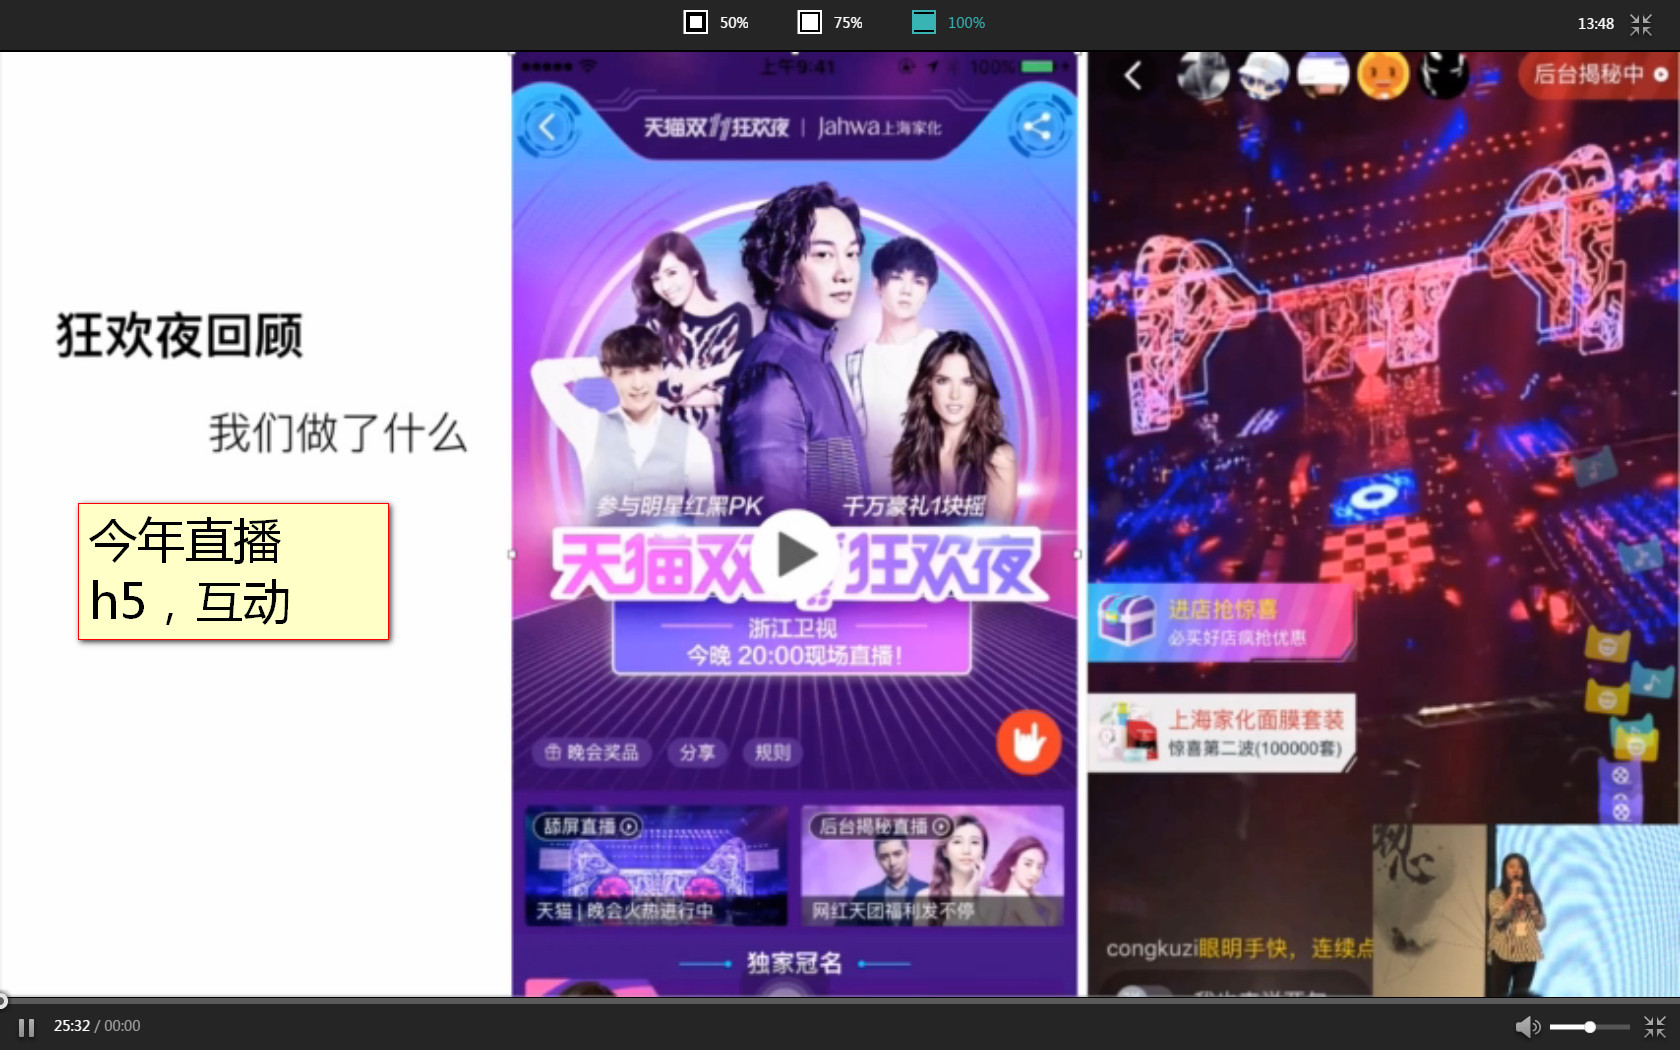 50%
75%
100%
13:48
狂欢夜回顾
我们做了什么
今年直播
h5，互动
上午9:41
100%
天猫双11狂欢夜 | Jahwa上海家化
参与明星红黑PK
千万豪礼1块摇
天猫双 狂欢夜
浙江卫视
今晚 20:00现场直播！
晚会奖品
分享
规则
舔屏直播
天猫 | 晚会火热进行中
后台揭秘直播
网红天团福利发不停
独家冠名
后台揭秘中
进店抢惊喜
必买好店疯抢优惠
上海家化面膜套装
惊喜第二波(100000套)
congkuzi眼明手快，连续点
25:32 / 00:00